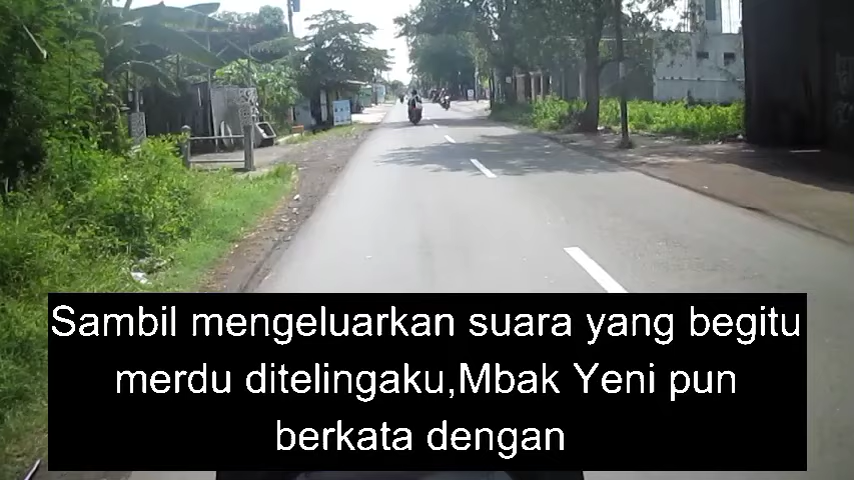 Sambil mengeluarkan suara yang begitu
merdu ditelingaku,Mbak Yeni pun
berkata dengan